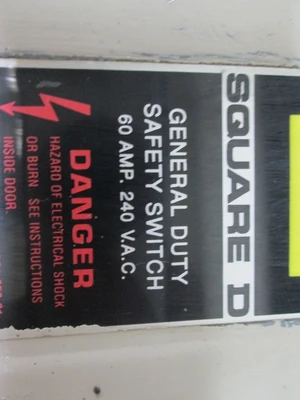 SQUARE D
GENERAL DUTY
SAFETY SWITCH
60 AMP. 240 V.A.C.
DANGER
HAZARD OF ELECTRICAL SHOCK
OR BURN SEE INSTRUCTIONS
INSIDE DOOR.